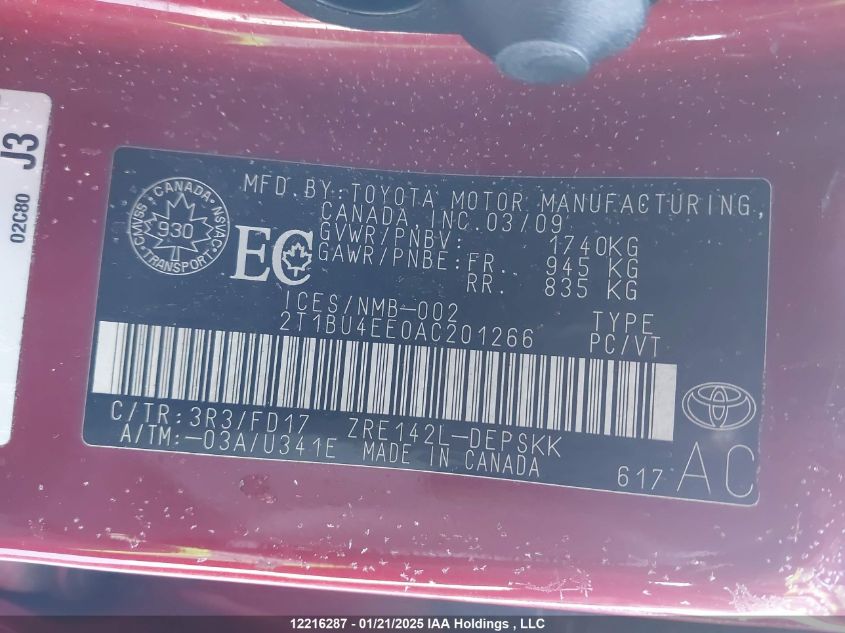 J3
02C80
CANADA
CMVSS 930 NSVAC
TRANSPORT
EC
MFD BY: TOYOTA MOTOR MANUFACTURING,
CANADA, INC. 03/09
GVWR/PNBV: 1740KG
GAWR/PNBE: FR. 945 KG
RR. 835 KG
ICES/NMB-002 TYPE
2T1BU4EE0AC201266 PC/VT
C/TR:3R3/FD17 ZRE142L-DEPSKK
A/TM:-03A/U341E MADE IN CANADA
617 AC
12216287 - 01/21/2025 IAA Holdings , LLC